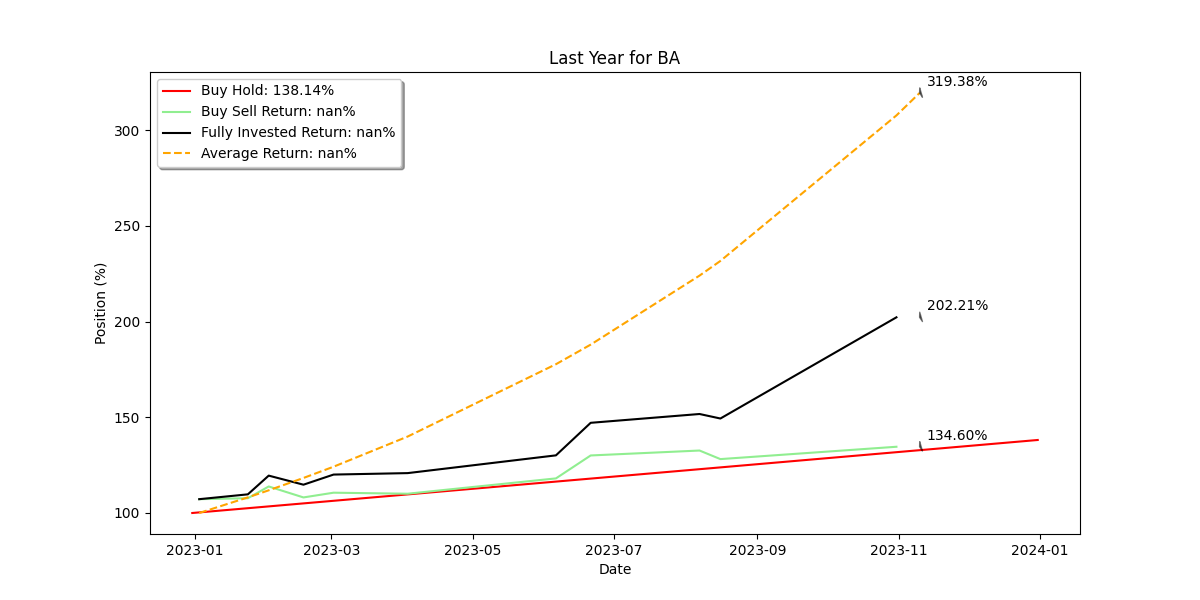 Last Year for BA
Buy Hold: 138.14%
Buy Sell Return: nan%
Fully Invested Return: nan%
Average Return: nan%
319.38%
202.21%
134.60%
300
250
200
150
100
Position (%)
2023-01 2023-03 2023-05 2023-07 2023-09 2023-11 2024-01
Date